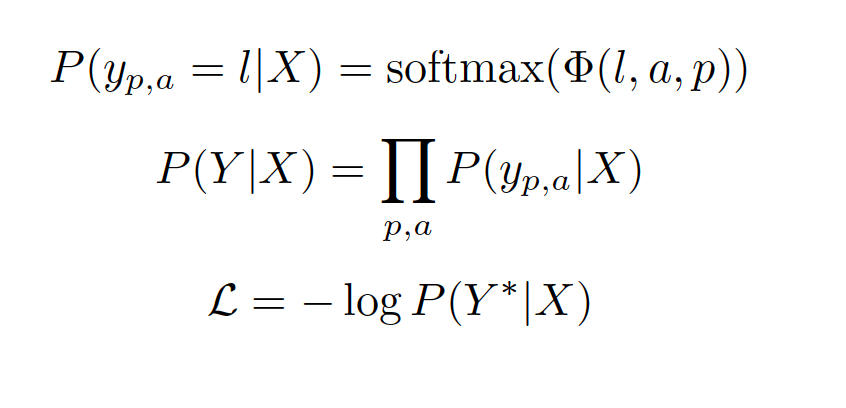 P(y_{p,a} = l|X) = softmax(Φ(l, a, p))
P(Y|X) = ∏_{p,a} P(y_{p,a}|X)
ℒ = − log P(Y*|X)